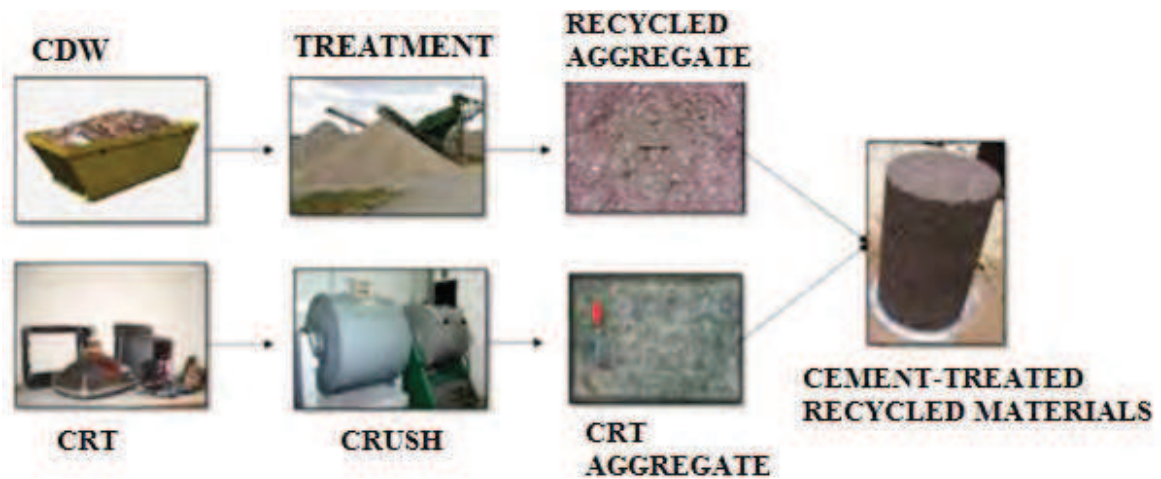 CDW
TREATMENT
RECYCLED
AGGREGATE
CRT
CRUSH
CRT
AGGREGATE
CEMENT-TREATED
RECYCLED MATERIALS